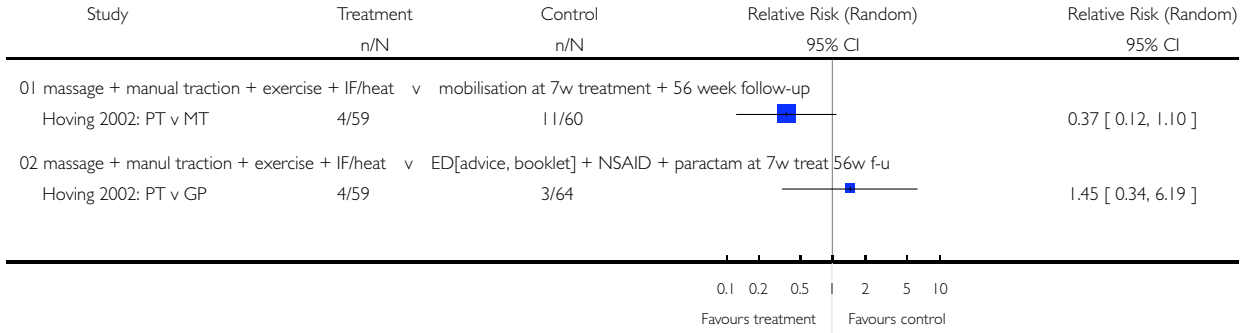 Study Treatment Control Relative Risk (Random) Relative Risk (Random)
n/N n/N 95% CI 95% CI
01 massage + manual traction + exercise + IF/heat v mobilisation at 7w treatment + 56 week follow-up
Hoving 2002: PT v MT 4/59 11/60 0.37 [ 0.12, 1.10 ]
02 massage + manul traction + exercise + IF/heat v ED[advice, booklet] + NSAID + paractam at 7w treat 56w f-u
Hoving 2002: PT v GP 4/59 3/64 1.45 [ 0.34, 6.19 ]
0.1 0.2 0.5 1 2 5 10
Favours treatment Favours control